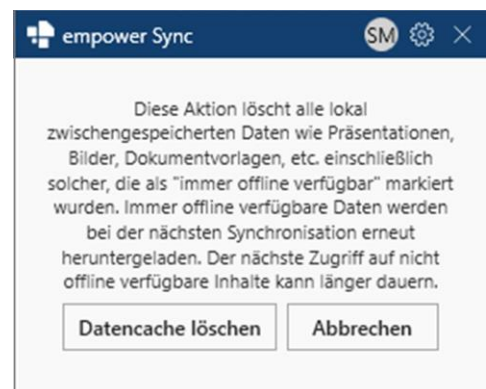 empower Sync SM
Diese Aktion löscht alle lokal
zwischengespeicherten Daten wie Präsentationen,
Bilder, Dokumentvorlagen, etc. einschließlich
solcher, die als "immer offline verfügbar" markiert
wurden. Immer offline verfügbare Daten werden
bei der nächsten Synchronisation erneut
heruntergeladen. Der nächste Zugriff auf nicht
offline verfügbare Inhalte kann länger dauern.
Datencache löschen Abbrechen